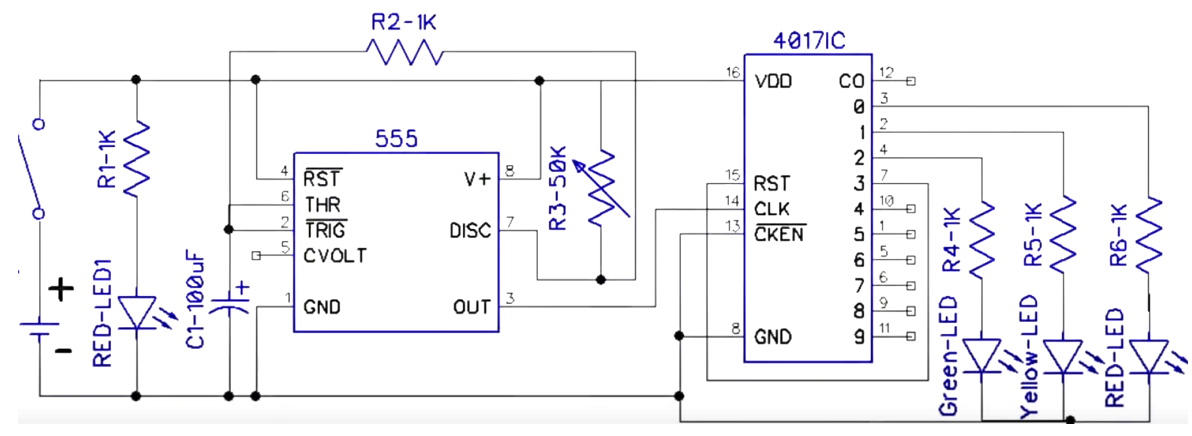 R2-1K
4017IC
555
R1-1K
R3-50K
4 RST
6 THR
2 TRIG
5 CVOLT
1 GND
V+ 8
DISC 7
OUT 3
16 VDD
15 RST
14 CLK
13 CKEN
8 GND
CO 12
0 3
1 2
2 4
3 7
4 10
5 1
6 5
7 6
8 9
9 11
R4-1K
R5-1K
R6-1K
+
-
RED-LED1
C1-100uF
+
Green-LED
Yellow-LED
RED-LED